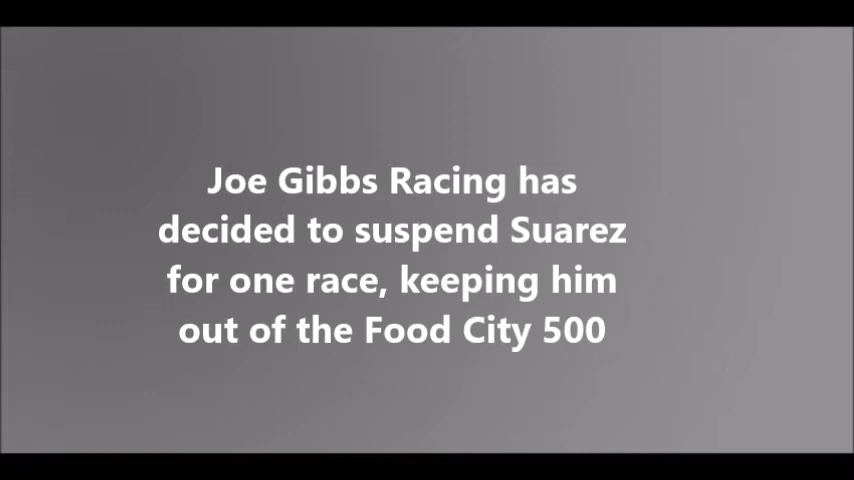 Joe Gibbs Racing has
decided to suspend Suarez
for one race, keeping him
out of the Food City 500